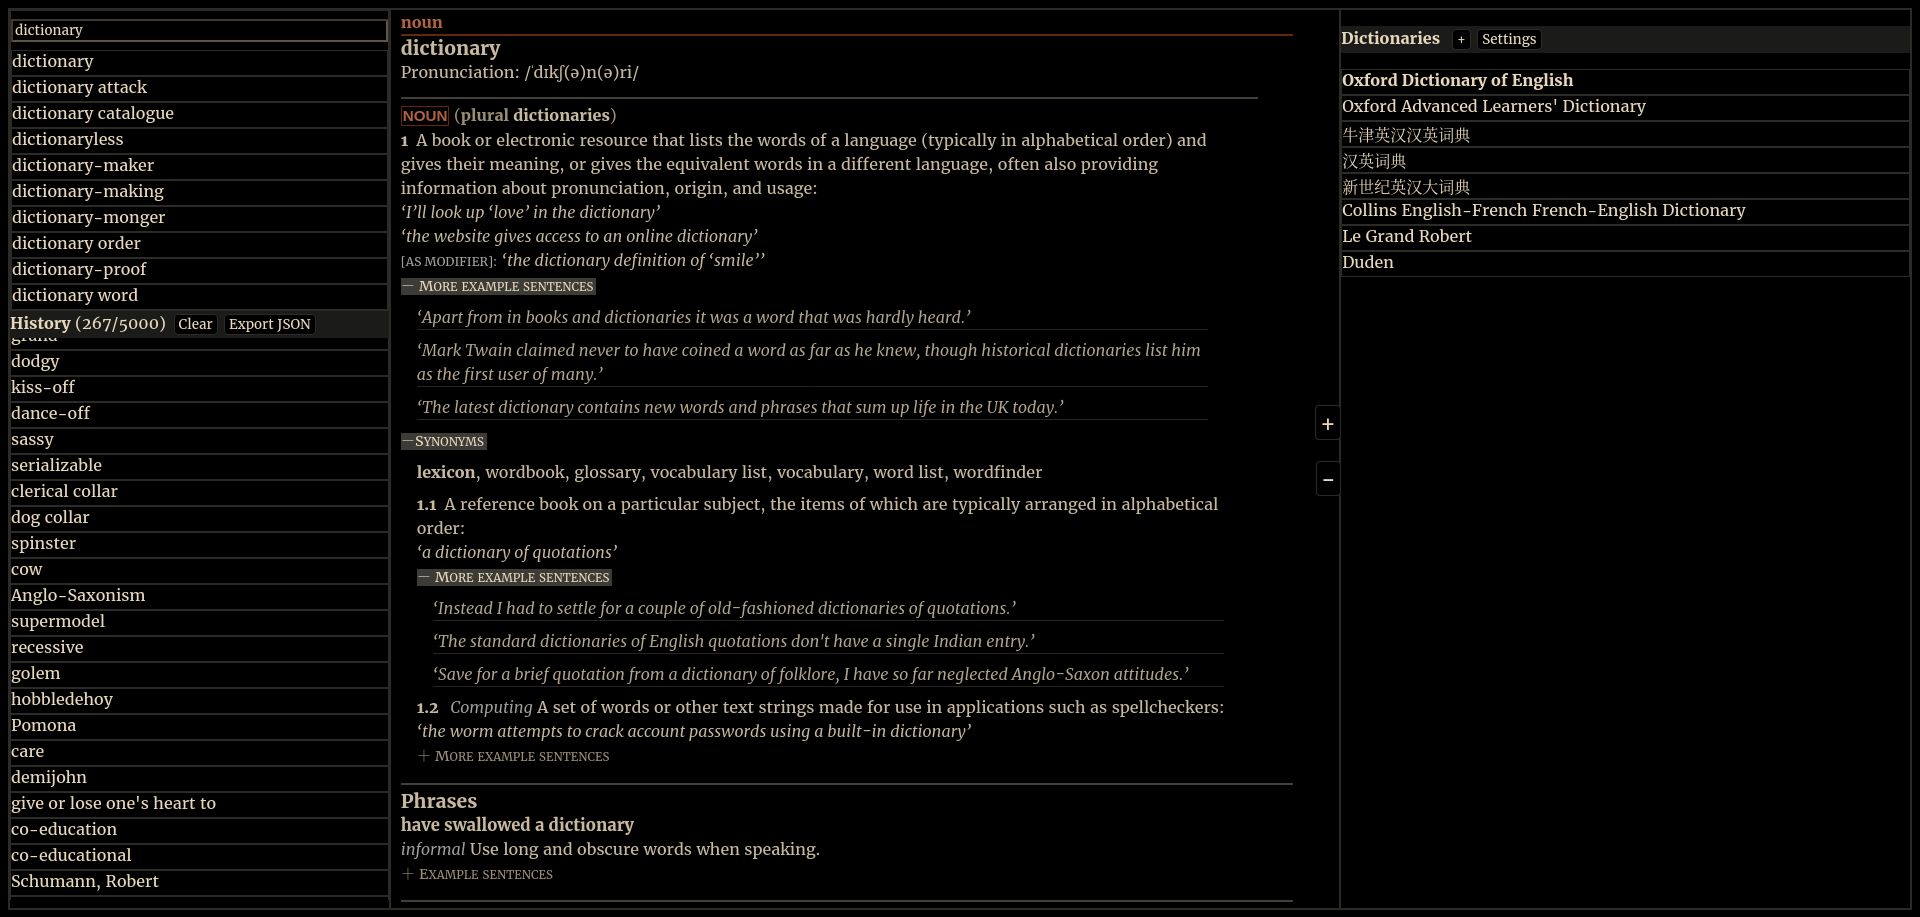 dictionary
dictionary
dictionary attack
dictionary catalogue
dictionaryless
dictionary-maker
dictionary-making
dictionary-monger
dictionary order
dictionary-proof
dictionary word
History (267/5000) Clear Export JSON
grand
dodgy
kiss-off
dance-off
sassy
serializable
clerical collar
dog collar
spinster
cow
Anglo-Saxonism
supermodel
recessive
golem
hobbledehoy
Pomona
care
demijohn
give or lose one's heart to
co-education
co-educational
Schumann, Robert
noun
dictionary
Pronunciation: /ˈdɪkʃ(ə)n(ə)ri/
NOUN (plural dictionaries)
1 A book or electronic resource that lists the words of a language (typically in alphabetical order) and
gives their meaning, or gives the equivalent words in a different language, often also providing
information about pronunciation, origin, and usage:
‘I’ll look up ‘love’ in the dictionary’
‘the website gives access to an online dictionary’
[AS MODIFIER]: ‘the dictionary definition of ‘smile’’
— MORE EXAMPLE SENTENCES
‘Apart from in books and dictionaries it was a word that was hardly heard.’
‘Mark Twain claimed never to have coined a word as far as he knew, though historical dictionaries list him
as the first user of many.’
‘The latest dictionary contains new words and phrases that sum up life in the UK today.’
—SYNONYMS
lexicon, wordbook, glossary, vocabulary list, vocabulary, word list, wordfinder
1.1 A reference book on a particular subject, the items of which are typically arranged in alphabetical
order:
‘a dictionary of quotations’
— MORE EXAMPLE SENTENCES
‘Instead I had to settle for a couple of old-fashioned dictionaries of quotations.’
‘The standard dictionaries of English quotations don't have a single Indian entry.’
‘Save for a brief quotation from a dictionary of folklore, I have so far neglected Anglo-Saxon attitudes.’
1.2 Computing A set of words or other text strings made for use in applications such as spellcheckers:
‘the worm attempts to crack account passwords using a built-in dictionary’
+ MORE EXAMPLE SENTENCES
Phrases
have swallowed a dictionary
informal Use long and obscure words when speaking.
+ EXAMPLE SENTENCES
+
−
Dictionaries + Settings
Oxford Dictionary of English
Oxford Advanced Learners' Dictionary
牛津英汉汉英词典
汉英词典
新世纪英汉大词典
Collins English-French French-English Dictionary
Le Grand Robert
Duden